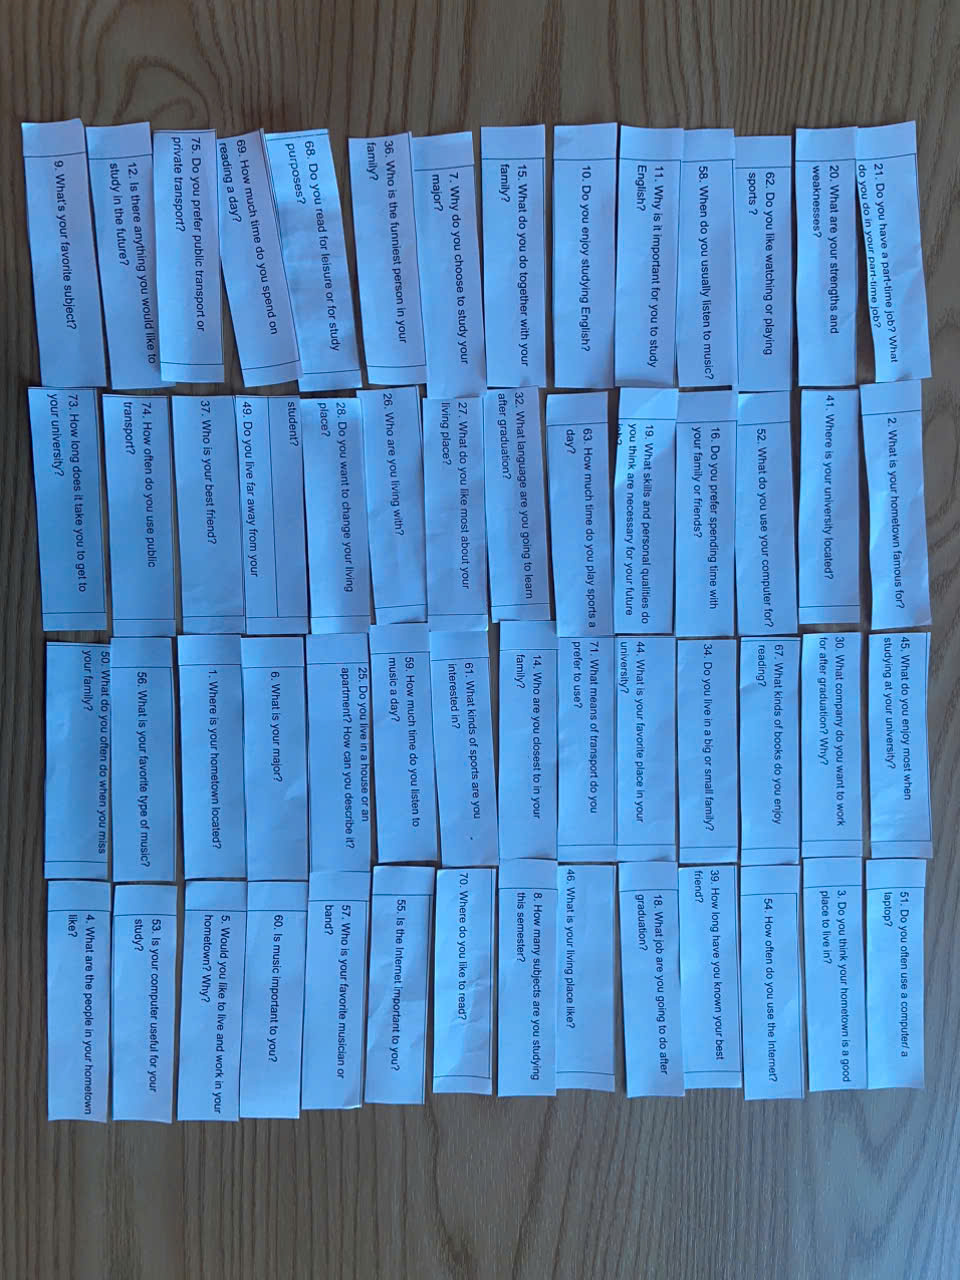 21. Do you have a part-time job? What
do you do in your part-time job?
20. What are your strengths and
weaknesses?
62. Do you like watching or playing
sports ?
58. When do you usually listen to music?
11. Why is it important for you to study
English?
10. Do you enjoy studying English?
15. What do you do together with your
family?
7. Why do you choose to study your
major?
36. Who is the funniest person in your
family?
68. Do you read for leisure or for study
purposes?
69. How much time do you spend on
reading a day?
75. Do you prefer public transport or
private transport?
12. Is there anything you would like to
study in the future?
9. What's your favorite subject?
2. What is your hometown famous for?
41. Where is your university located?
52. What do you use your computer for?
16. Do you prefer spending time with
your family or friends?
19. What skills and personal qualities do
you think are necessary for your future
job?
63. How much time do you play sports a
day?
32. What language are you going to learn
after graduation?
27. What do you like most about your
living place?
26. Who are you living with?
28. Do you want to change your living
place?
student?
49. Do you live far away from your
37. Who is your best friend?
74. How often do you use public
transport?
73. How long does it take you to get to
your university?
45. What do you enjoy most when
studying at your university?
30. What company do you want to work
for after graduation? Why?
67. What kinds of books do you enjoy
reading?
34. Do you live in a big or small family?
44. What is your favorite place in your
university?
71. What means of transport do you
prefer to use?
14. Who are you closest to in your
family?
61. What kinds of sports are you
interested in?
59. How much time do you listen to
music a day?
25. Do you live in a house or an
apartment? How can you describe it?
6. What is your major?
1. Where is your hometown located?
56. What is your favorite type of music?
50. What do you often do when you miss
your family?
51. Do you often use a computer/ a
laptop?
3. Do you think your hometown is a good
place to live in?
54. How often do you use the Internet?
39. How long have you known your best
friend?
18. What job are you going to do after
graduation?
46. What is your living place like?
8. How many subjects are you studying
this semester?
70. Where do you like to read?
55. Is the Internet important to you?
57. Who is your favorite musician or
band?
60. Is music important to you?
5. Would you like to live and work in your
hometown? Why?
53. Is your computer useful for your
study?
4. What are the people in your hometown
like?